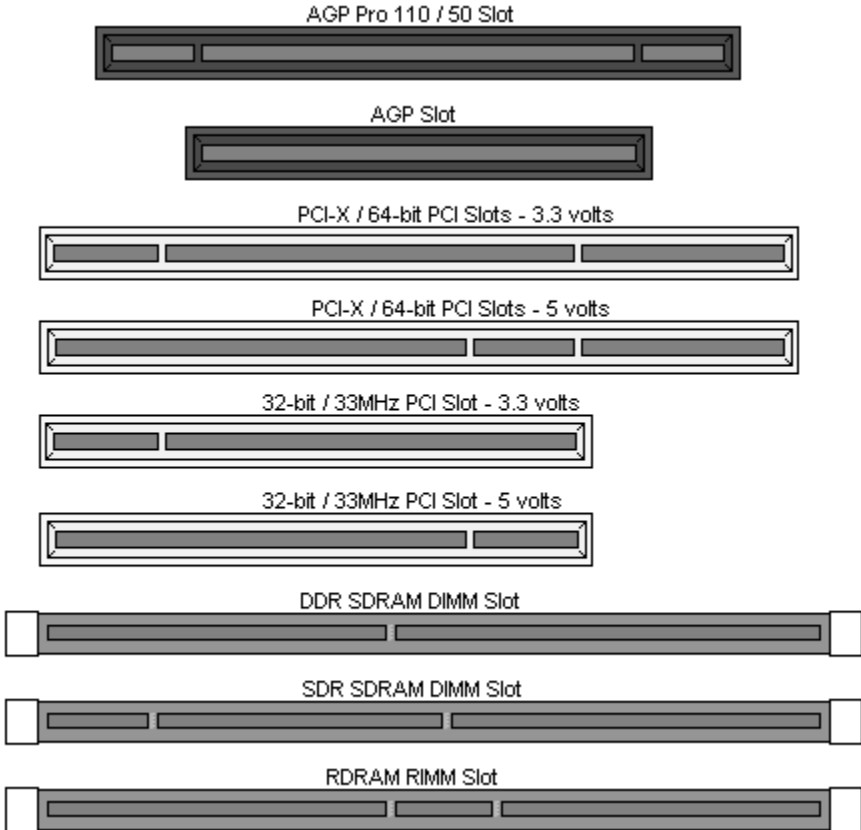 AGP Pro 110 / 50 Slot
AGP Slot
PCI-X / 64-bit PCI Slots - 3.3 volts
PCI-X / 64-bit PCI Slots - 5 volts
32-bit / 33MHz PCI Slot - 3.3 volts
32-bit / 33MHz PCI Slot - 5 volts
DDR SDRAM DIMM Slot
SDR SDRAM DIMM Slot
RDRAM RIMM Slot